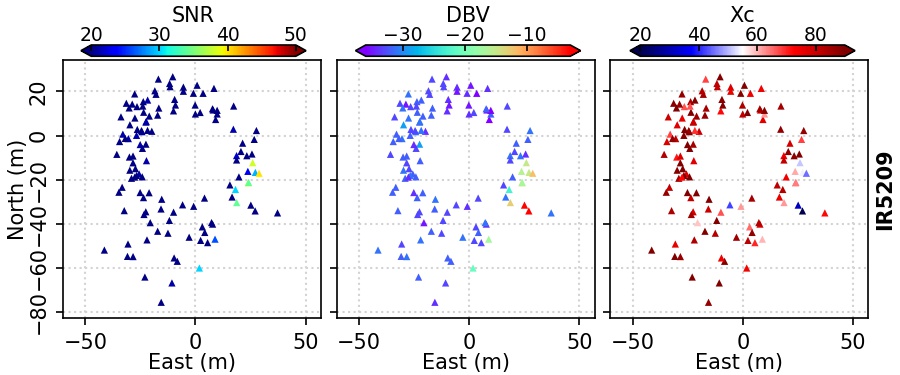 SNR DBV Xc
20 30 40 50 −30 −20 −10 20 40 60 80
20
0
−20
−40
−60
−80
North (m)
−50 0 50 −50 0 50 −50 0 50
East (m) East (m) East (m)
IR5209